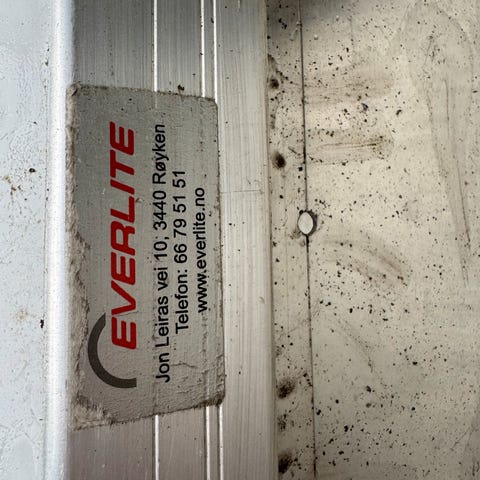 EVERLITE
Jon Leiras vei 10, 3440 Røyken
Telefon: 66 79 51 51
www.everlite.no